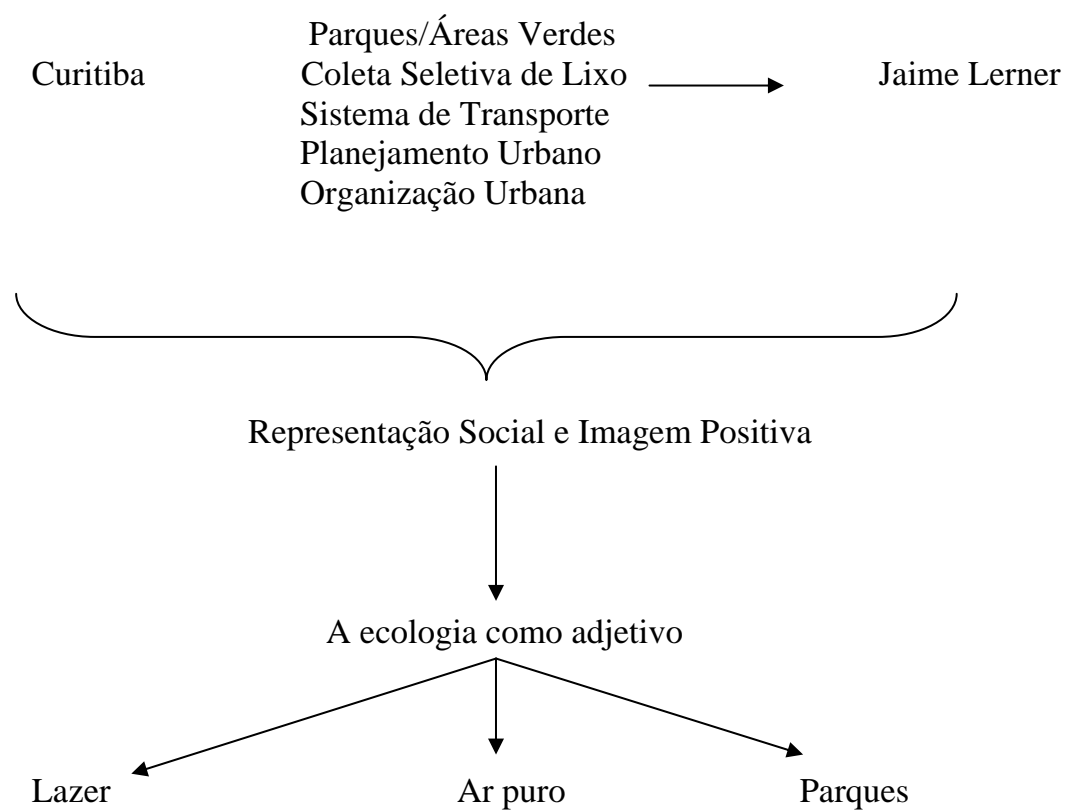 Parques/Áreas Verdes
Curitiba Coleta Seletiva de Lixo Jaime Lerner
Sistema de Transporte
Planejamento Urbano
Organização Urbana
Representação Social e Imagem Positiva
A ecologia como adjetivo
Lazer Ar puro Parques